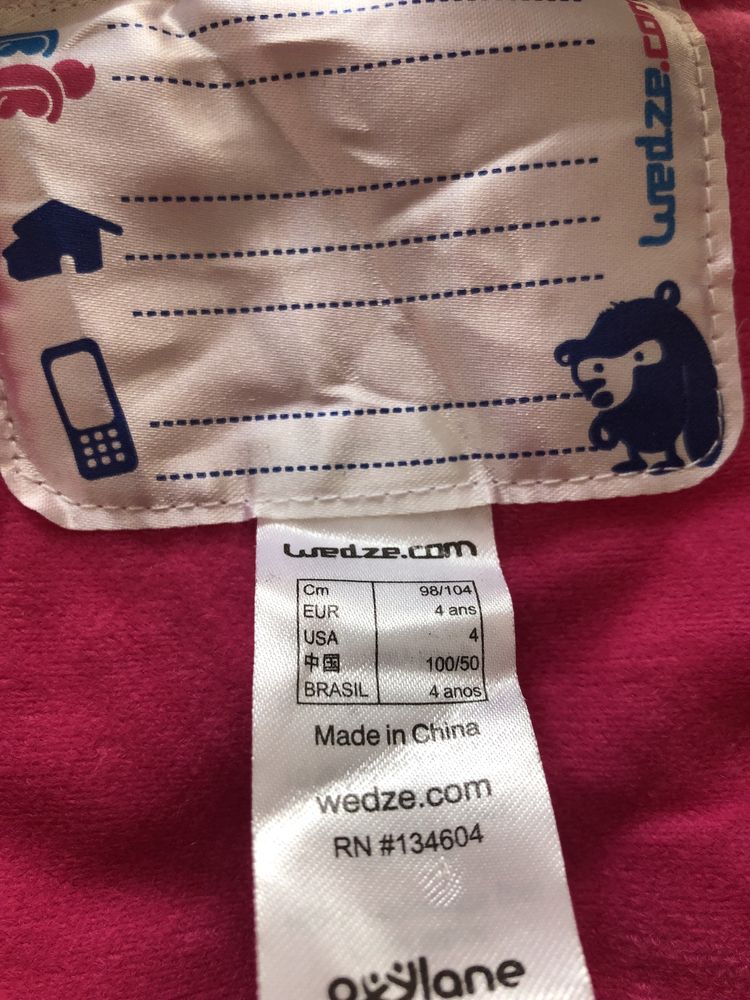 wedze.com
wedze.com
Cm 98/104
EUR 4 ans
USA 4
中国 100/50
BRASIL 4 anos
Made in China
wedze.com
RN #134604
oxylane